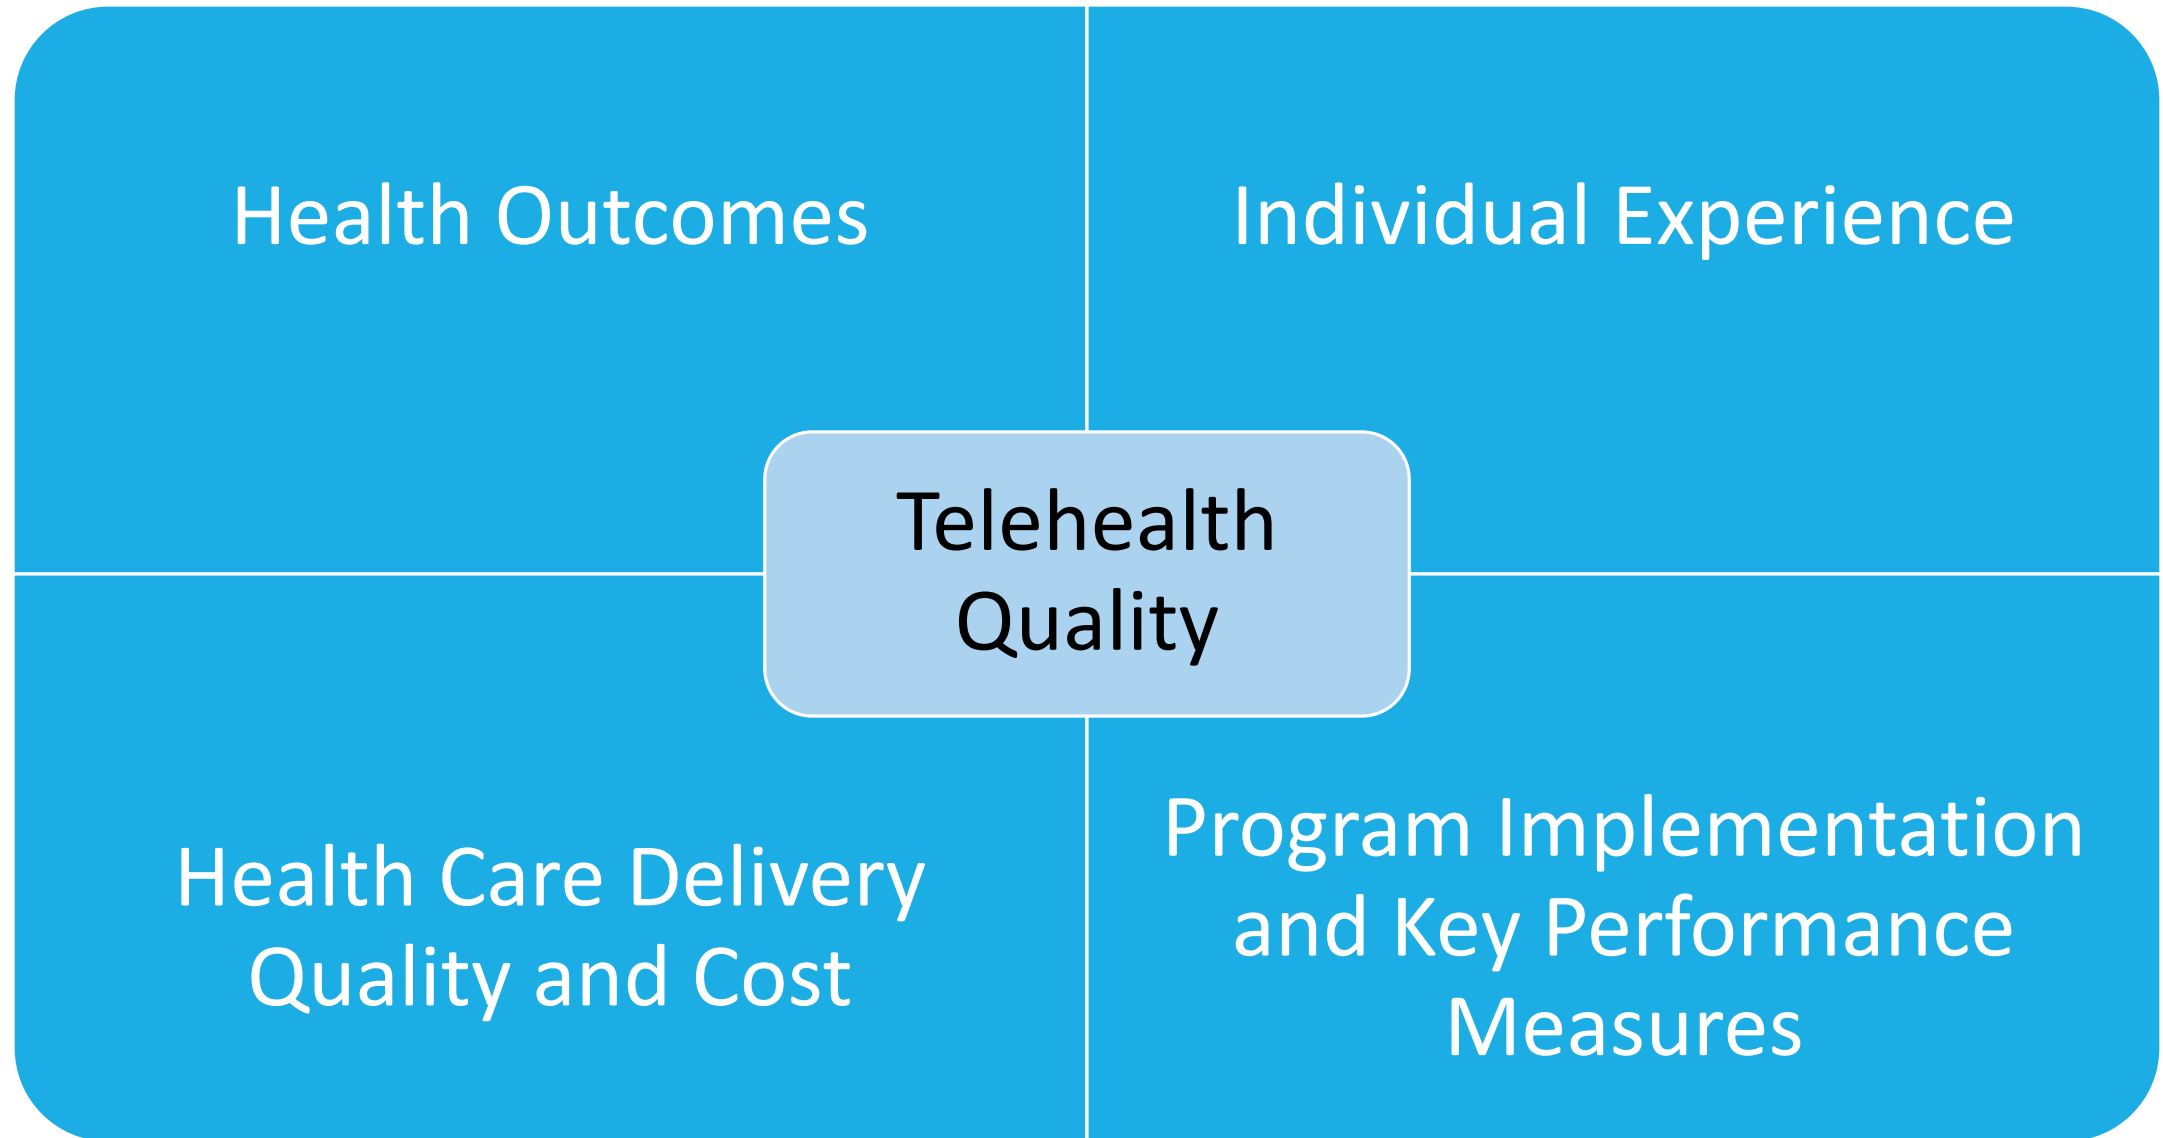 Health Outcomes
Individual Experience
Telehealth
Quality
Health Care Delivery
Quality and Cost
Program Implementation
and Key Performance
Measures